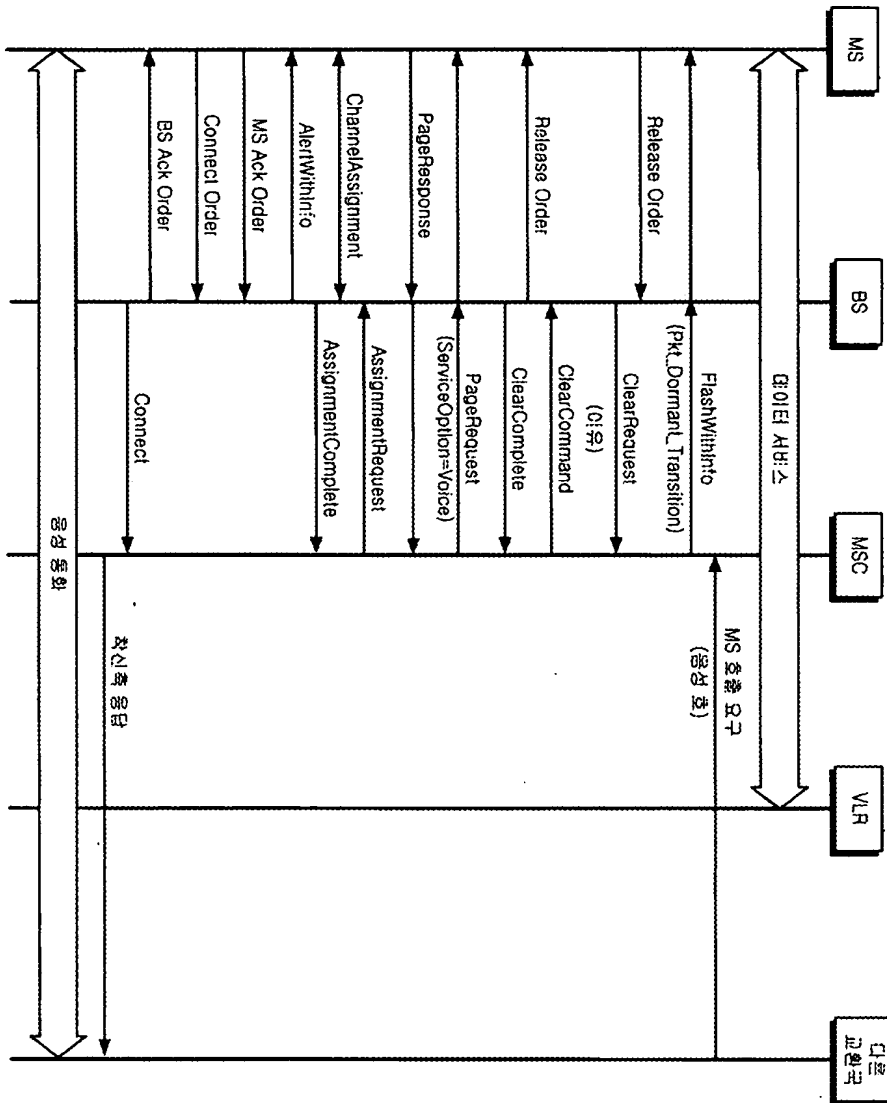 MS
BS
MSC
VLR
다른
교환국
데이터 서비스
MS 호출 요구
(음성 호)
FlashWithInfo
(Pkt_Dormant_Transition)
Release Order
ClearRequest
(이유)
ClearCommand
Release Order
ClearComplete
PageRequest
(ServiceOption=Voice)
PageResponse
AssignmentRequest
ChannelAssignment
AssignmentComplete
AlertWithInfo
MS Ack Order
Connect Order
BS Ack Order
Connect
착신측 응답
음성 통화